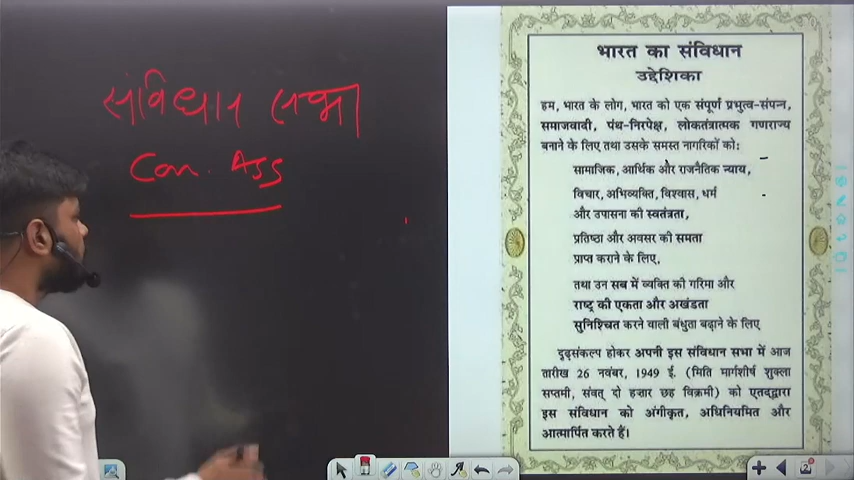 संविधान सभा
Con. Ass
भारत का संविधान
उद्देशिका
हम, भारत के लोग, भारत को एक संपूर्ण प्रभुत्व-संपन्न,
समाजवादी, पंथ-निरपेक्ष, लोकतंत्रात्मक गणराज्य
बनाने के लिए तथा उसके समस्त नागरिकों को:
सामाजिक, आर्थिक और राजनैतिक न्याय,
विचार, अभिव्यक्ति, विश्वास, धर्म
और उपासना की स्वतंत्रता,
प्रतिष्ठा और अवसर की समता
प्राप्त कराने के लिए,
तथा उन सब में व्यक्ति की गरिमा और
राष्ट्र की एकता और अखंडता
सुनिश्चित करने वाली बंधुता बढ़ाने के लिए
दृढ़संकल्प होकर अपनी इस संविधान सभा में आज
तारीख 26 नवंबर, 1949 ई. (मिति मार्गशीर्ष शुक्ला
सप्तमी, संवत् दो हज़ार छह विक्रमी) को एतद्द्वारा
इस संविधान को अंगीकृत, अधिनियमित और
आत्मार्पित करते हैं।
2